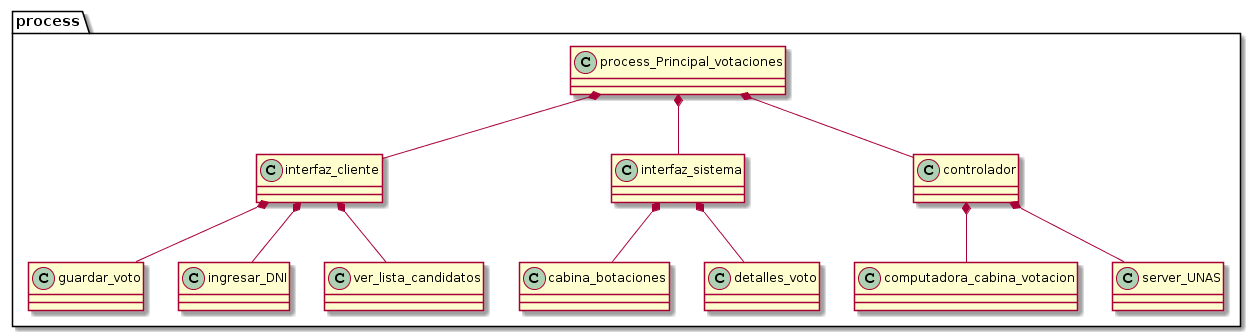 process
C process_Principal_votaciones
C interfaz_cliente C interfaz_sistema C controlador
C guardar_voto C ingresar_DNI C ver_lista_candidatos C cabina_botaciones C detalles_voto C computadora_cabina_votacion C server_UNAS